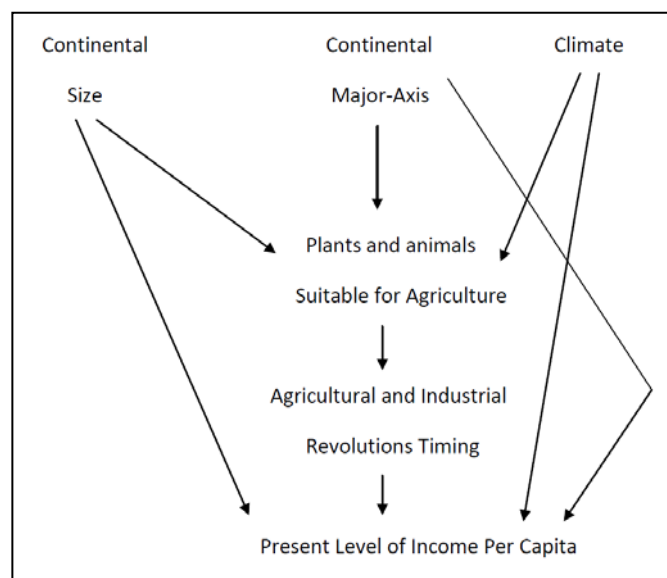 Continental Continental Climate
Size Major-Axis
Plants and animals
Suitable for Agriculture
Agricultural and Industrial
Revolutions Timing
Present Level of Income Per Capita